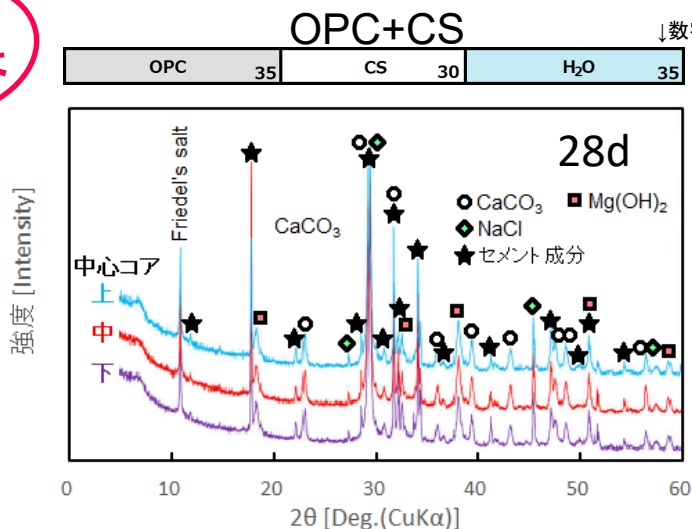 OPC+CS
OPC 35 CS 30 H₂O 35
28d
CaCO₃
Mg(OH)₂
NaCl
セメント成分
Friedel's salt
CaCO₃
中心コア
上
中
下
強度 [Intensity]
0 10 20 30 40 50 60
2θ [Deg.(CuKα)]